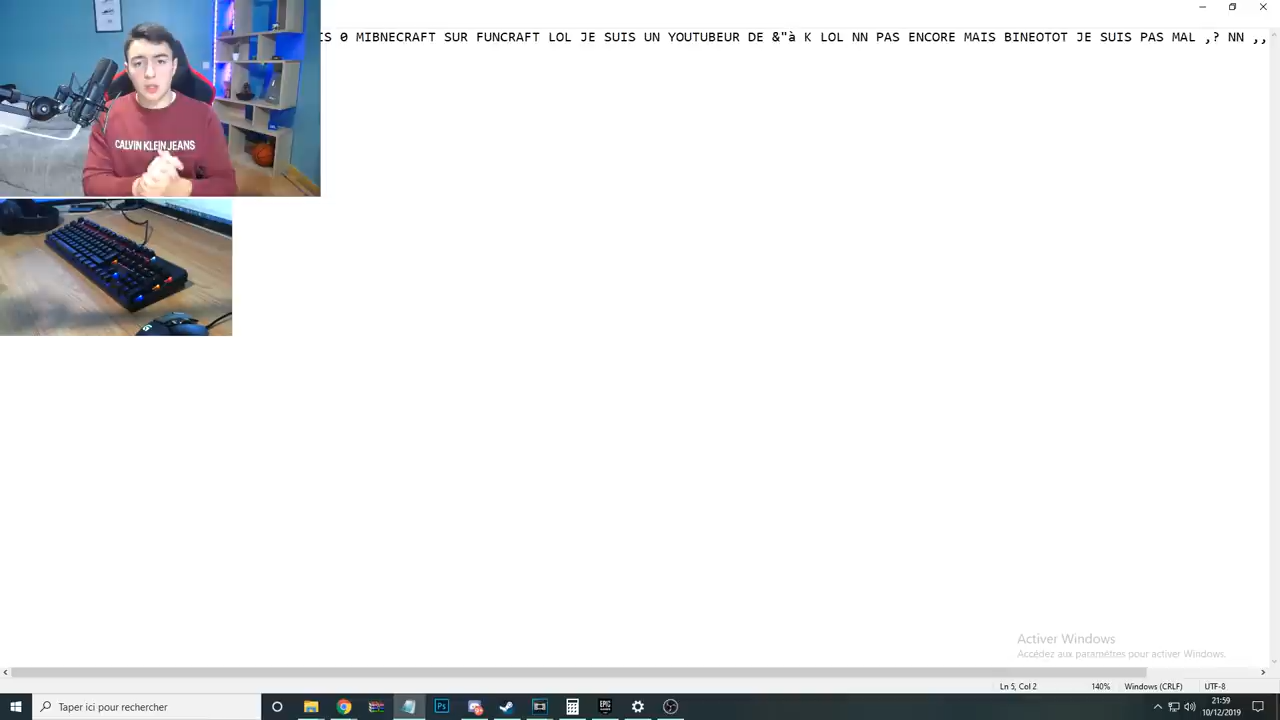 IS 0 MIBNECRAFT SUR FUNCRAFT LOL JE SUIS UN YOUTUBEUR DE &"à K LOL NN PAS ENCORE MAIS BINEOTOT JE SUIS PAS MAL ,? NN ,,
CALVIN KLEIN JEANS
Activer Windows
Accédez aux paramètres pour activer Windows.
Ln 5, Col 2
140%
Windows (CRLF)
UTF-8
Taper ici pour rechercher
Ps
EPIC
21:59
10/12/2019